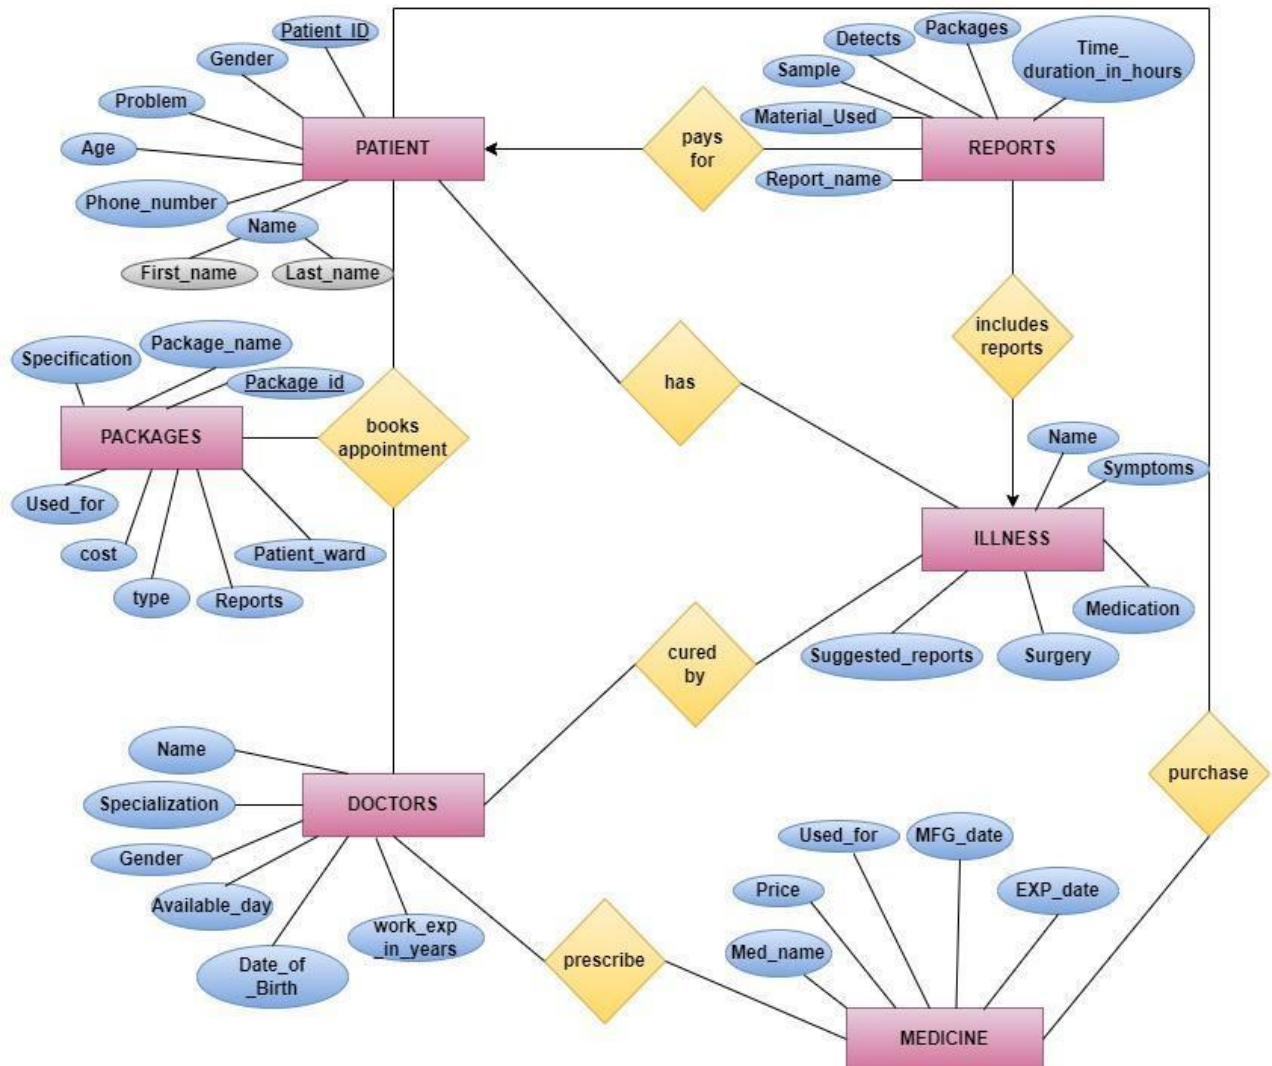 Patient_ID
Gender
Problem
Age
Phone_number
Name
First_name
Last_name
PATIENT
pays
for
Detects
Packages
Time_
duration_in_hours
Sample
Material_Used
Report_name
REPORTS
includes
reports
has
Specification
Package_name
Package_id
PACKAGES
Used_for
cost
type
Reports
Patient_ward
books
appointment
Name
Symptoms
ILLNESS
Medication
Surgery
Suggested_reports
cured
by
Name
Specialization
Gender
Available_day
Date_of
_Birth
work_exp
_in_years
DOCTORS
prescribe
purchase
Used_for
MFG_date
Price
EXP_date
Med_name
MEDICINE